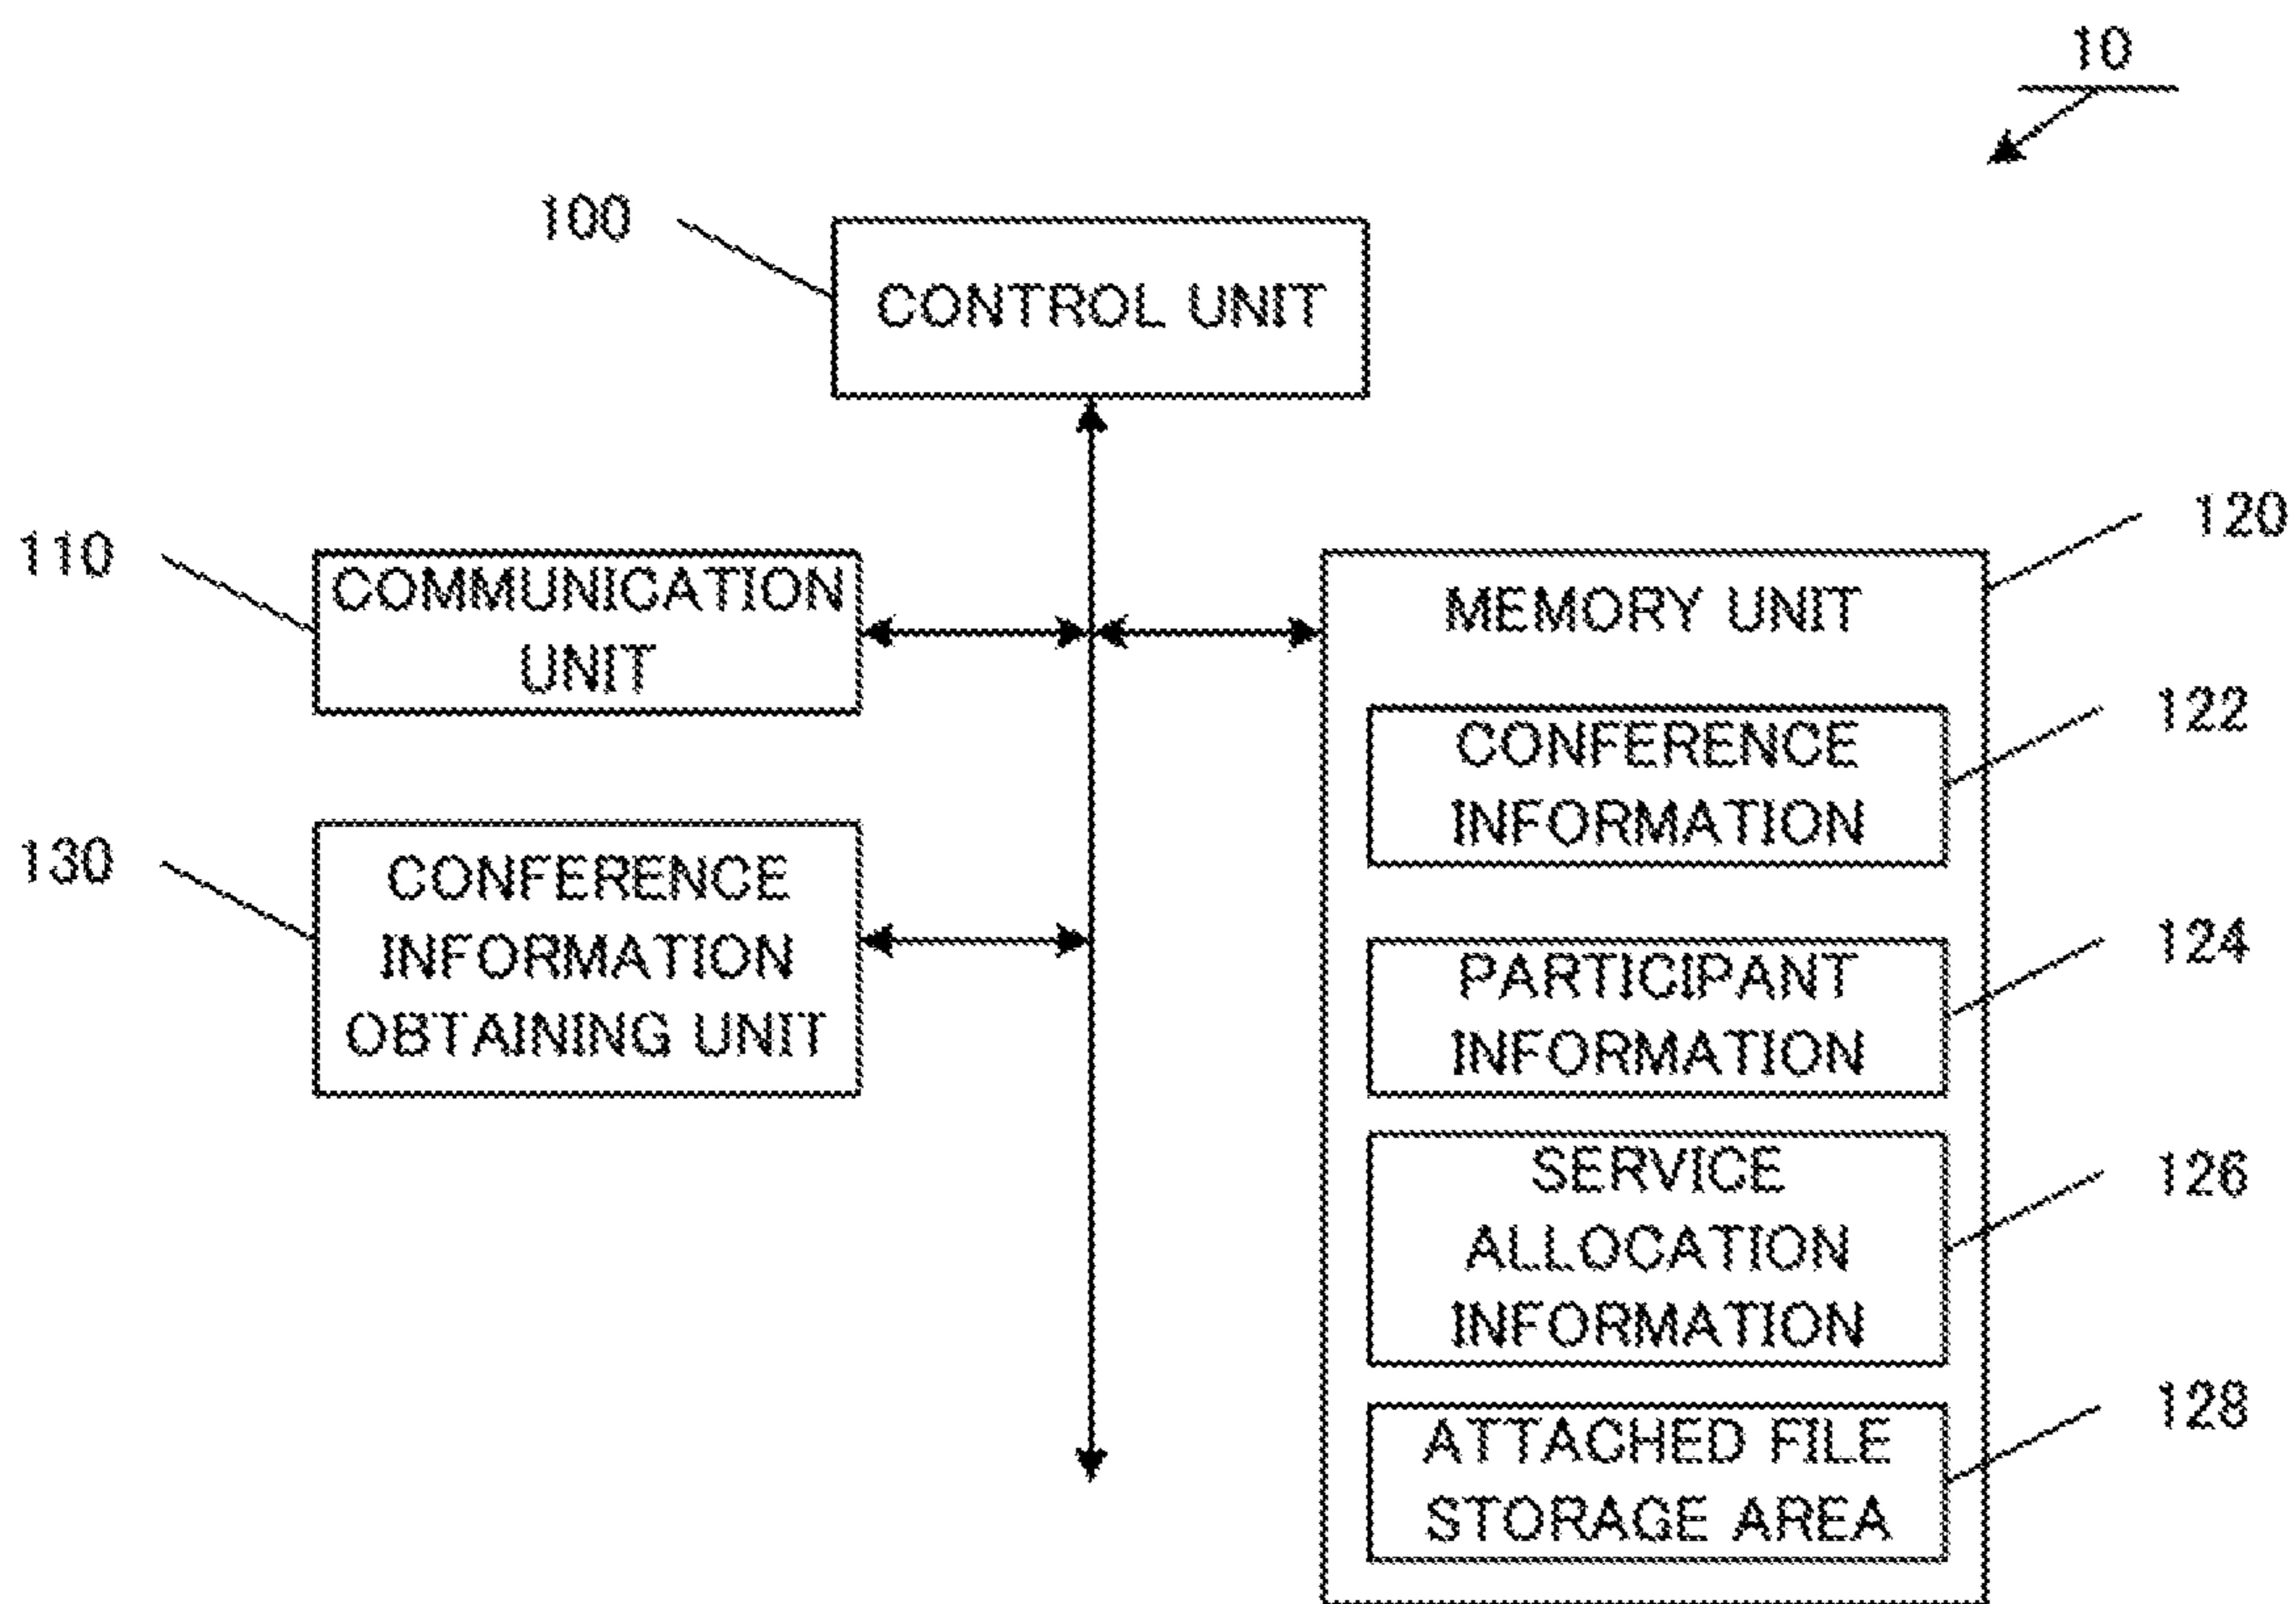 10
100
CONTROL UNIT
110
COMMUNICATION
UNIT
120
MEMORY UNIT
122
CONFERENCE
INFORMATION
130
CONFERENCE
INFORMATION
OBTAINING UNIT
124
PARTICIPANT
INFORMATION
126
SERVICE
ALLOCATION
INFORMATION
128
ATTACHED FILE
STORAGE AREA